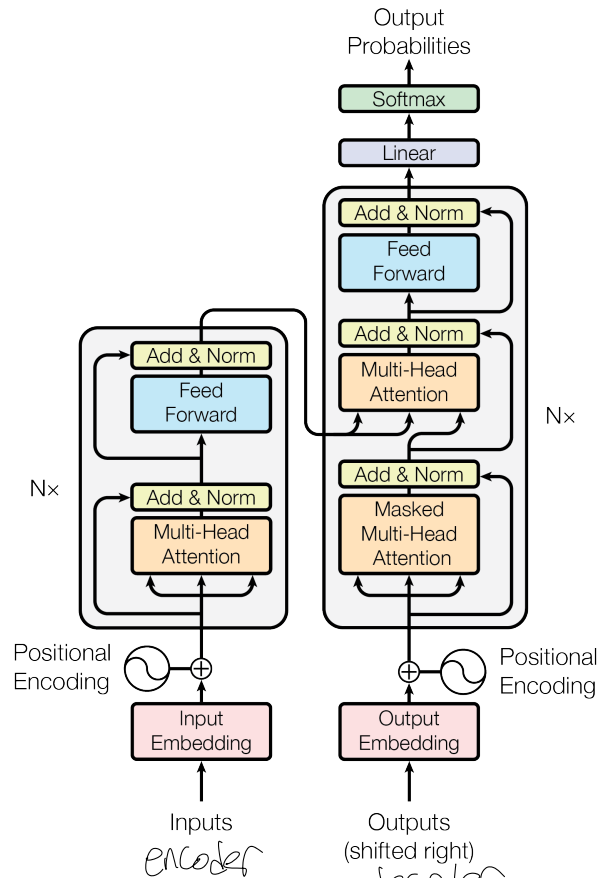 Output
Probabilities
Softmax
Linear
Add & Norm
Feed
Forward
Add & Norm
Multi-Head
Attention
Add & Norm
Masked
Multi-Head
Attention
N×
Add & Norm
Feed
Forward
Add & Norm
Multi-Head
Attention
N×
Positional
Encoding
Positional
Encoding
Input
Embedding
Output
Embedding
Inputs
Outputs
(shifted right)
encoder
decoder